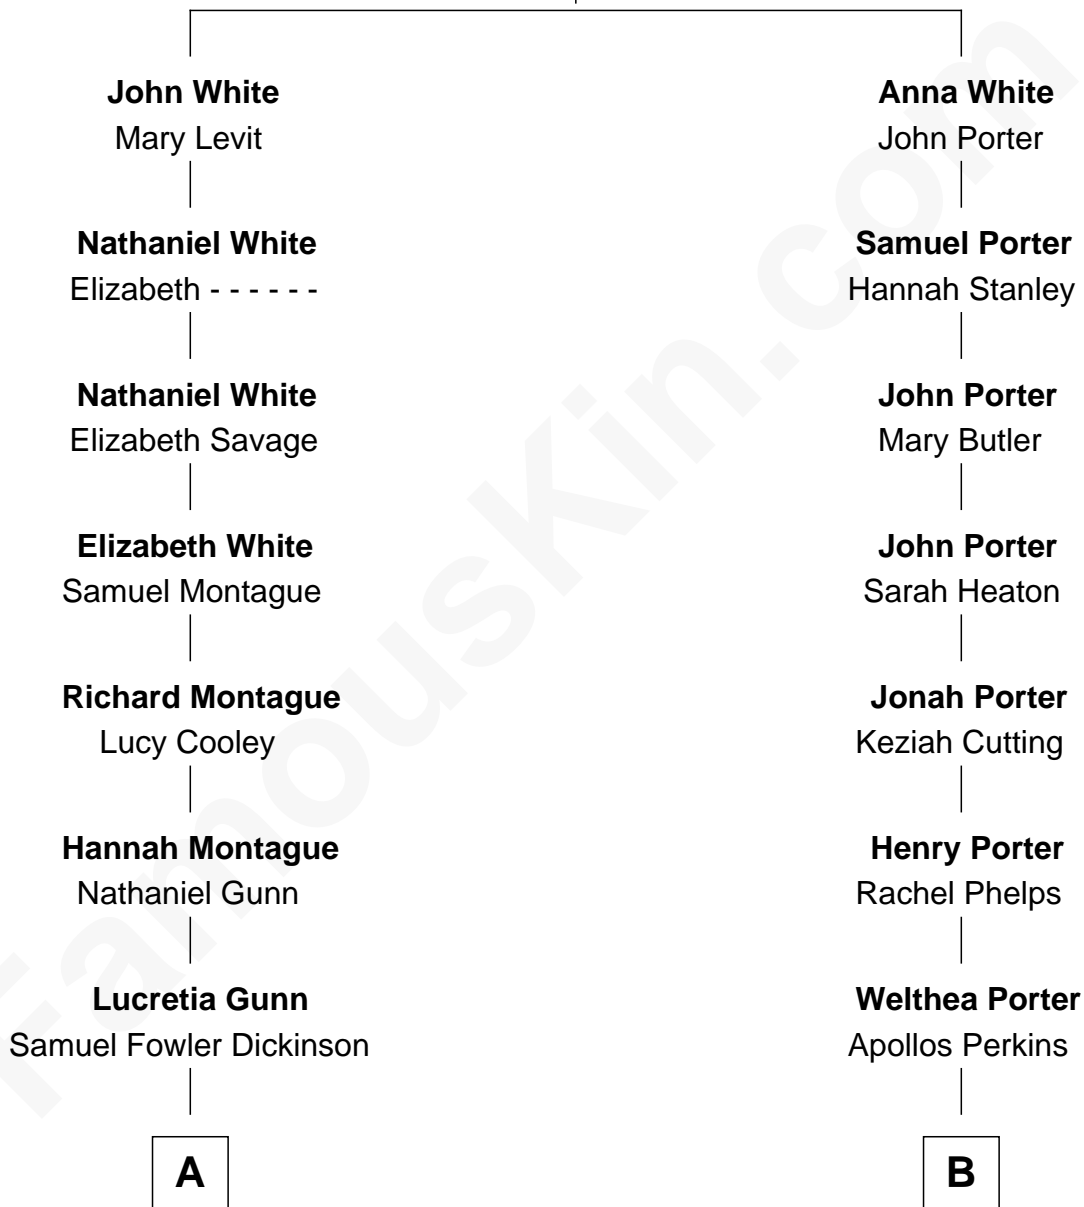 John White
Mary Levit
Nathaniel White
Elizabeth - - - - - -
Nathaniel White
Elizabeth Savage
Elizabeth White
Samuel Montague
Richard Montague
Lucy Cooley
Hannah Montague
Nathaniel Gunn
Lucretia Gunn
Samuel Fowler Dickinson
A
Anna White
John Porter
Samuel Porter
Hannah Stanley
John Porter
Mary Butler
John Porter
Sarah Heaton
Jonah Porter
Keziah Cutting
Henry Porter
Rachel Phelps
Welthea Porter
Apollos Perkins
B
FamousKin.com